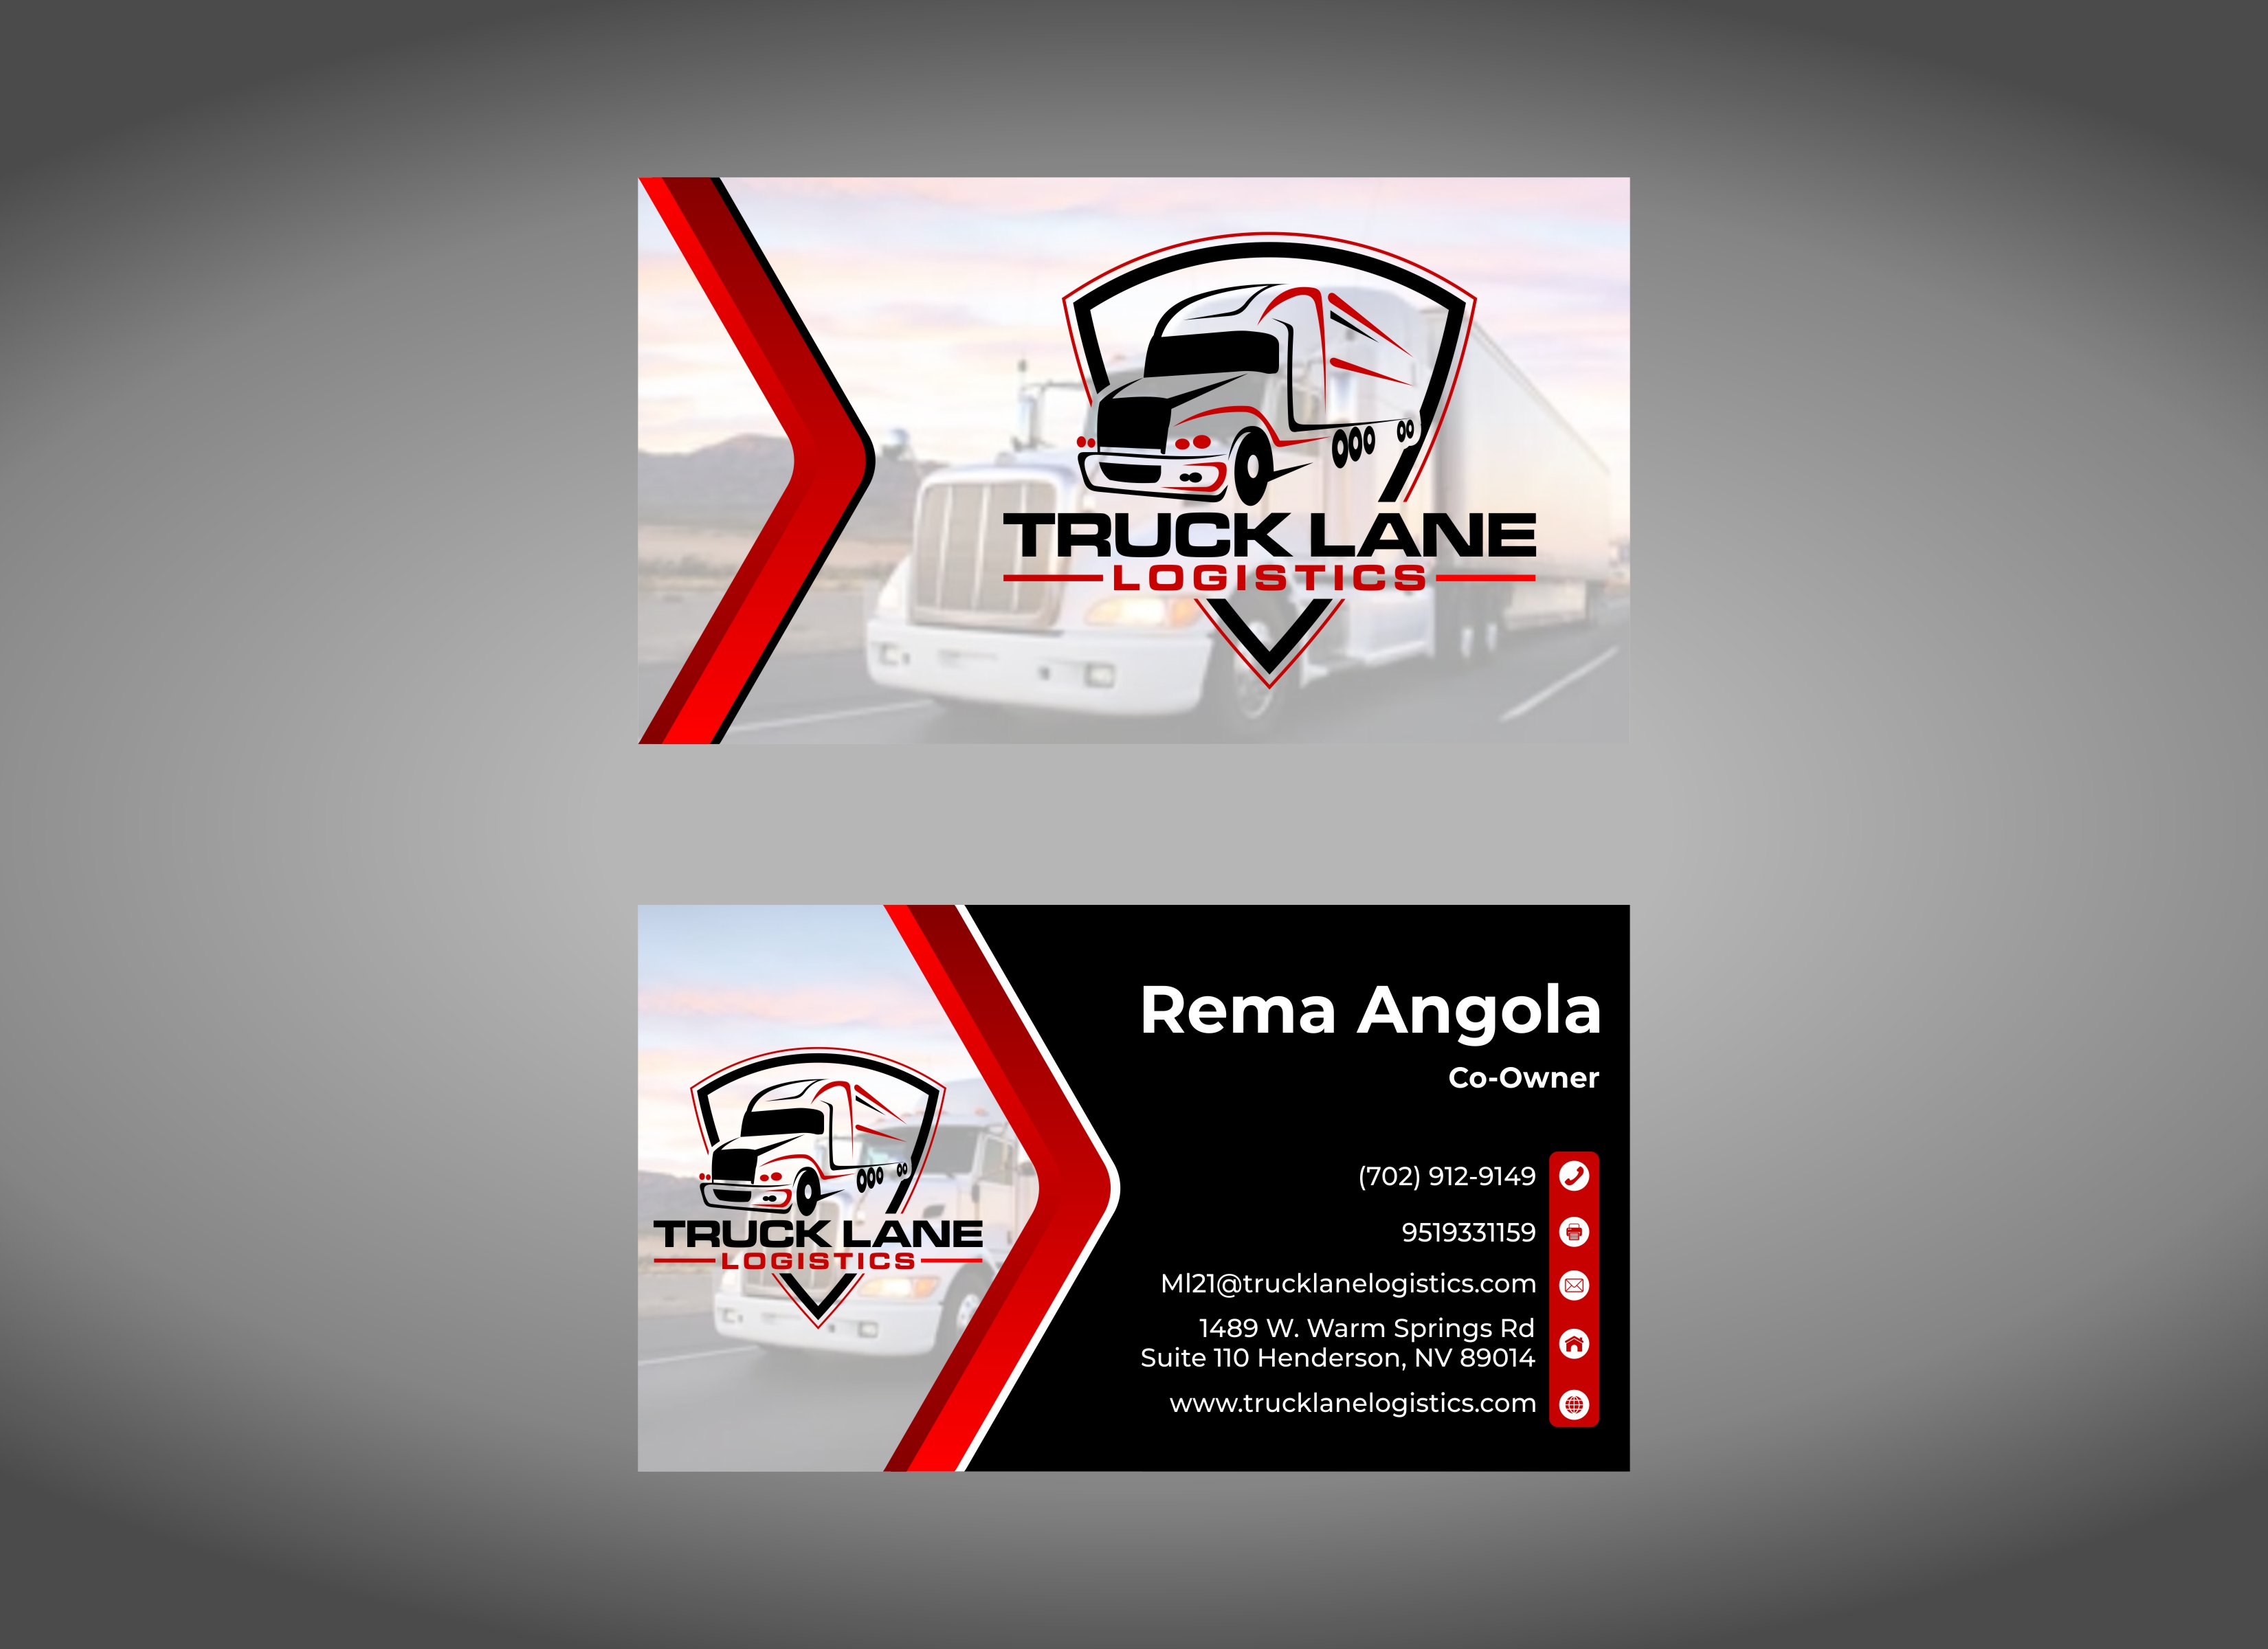 TRUCK LANE
LOGISTICS
Rema Angola
Co-Owner
(702) 912-9149
9519331159
Ml21@trucklanelogistics.com
1489 W. Warm Springs Rd
Suite 110 Henderson, NV 89014
www.trucklanelogistics.com
TRUCK LANE
LOGISTICS